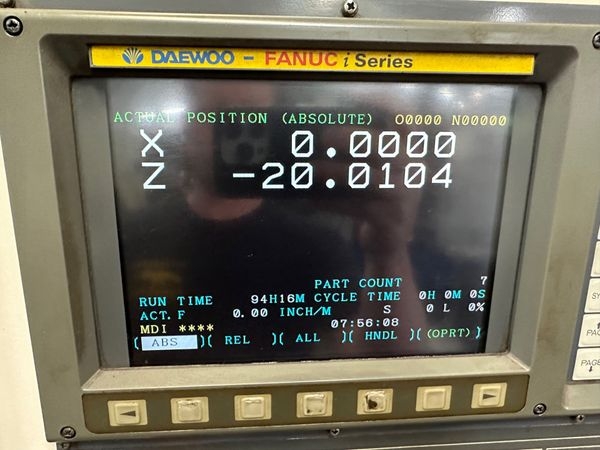 DAEWOO - FANUC i Series
ACTUAL POSITION (ABSOLUTE) O0000 N00000
X 0.0000
Z -20.0104
PART COUNT 7
RUN TIME 94H16M CYCLE TIME 0H 0M 0S
ACT.F 0.00 INCH/M S 0 L 0%
MDI **** 07:56:08
( ABS )( REL )( ALL )( HNDL )((OPRT))
PAGE